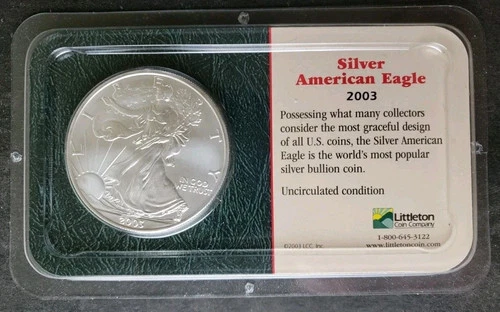 Silver
American Eagle
2003
Possessing what many collectors
consider the most graceful design
of all U.S. coins, the Silver American
Eagle is the world's most popular
silver bullion coin.
Uncirculated condition
Littleton
Coin Company
1-800-645-3122
©2003 LCC, Inc.
www.littletoncoin.com
LIBERTY
IN GOD
WE TRUST
2003